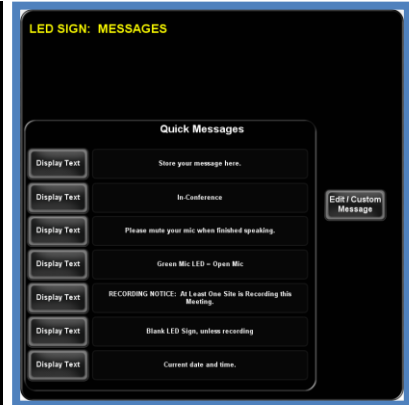 LED SIGN:  MESSAGES
Quick Messages
Display Text
Store your message here.
Display Text
In-Conference
Edit / Custom
Message
Display Text
Please mute your mic when finished speaking.
Display Text
Green Mic LED = Open Mic
Display Text
RECORDING NOTICE:  At Least One Site is Recording this
Meeting.
Display Text
Blank LED Sign, unless recording
Display Text
Current date and time.